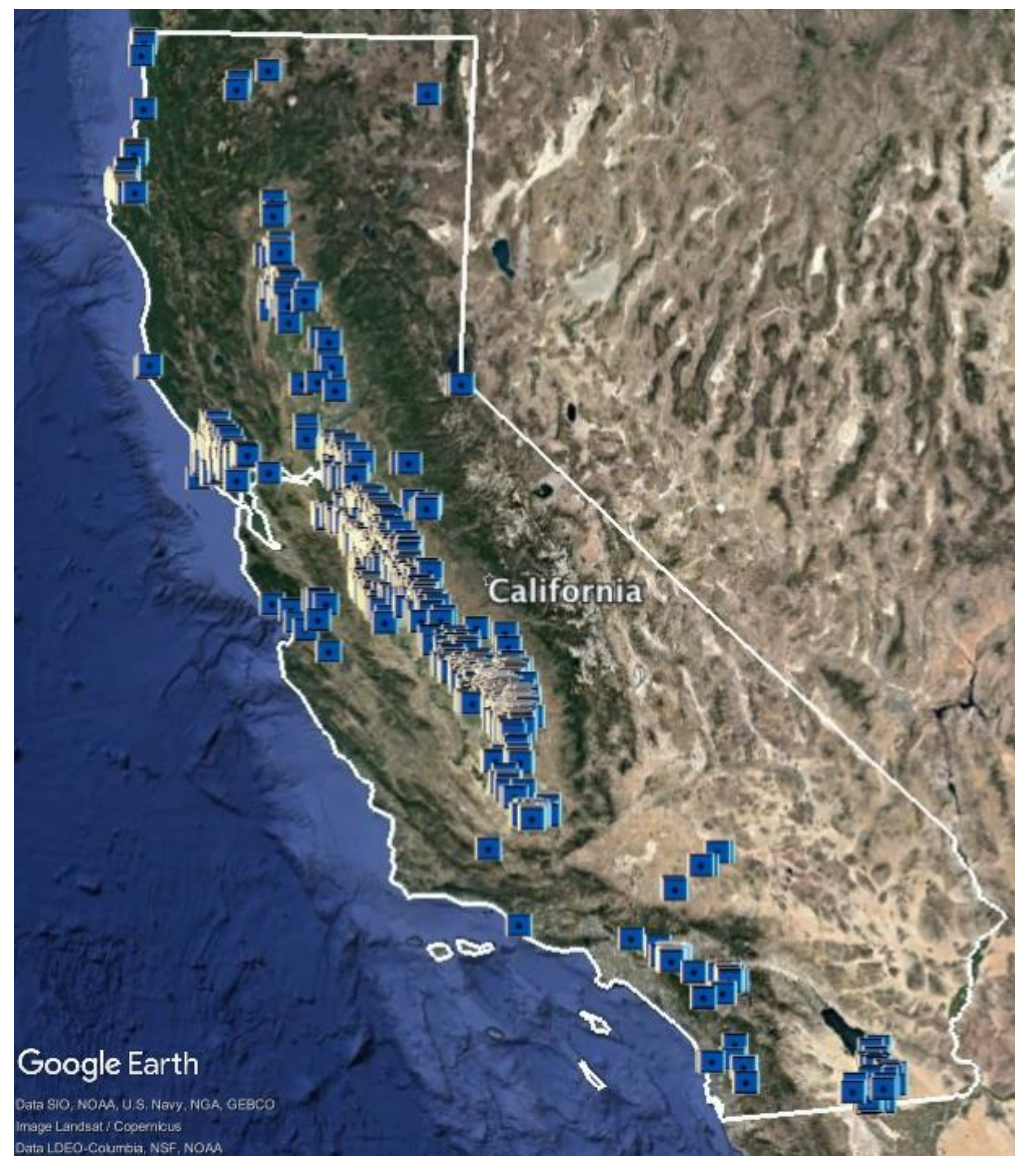 California
Google Earth
Data SIO, NOAA, U.S. Navy, NGA, GEBCO
Image Landsat / Copernicus
Data LDEO-Columbia, NSF, NOAA